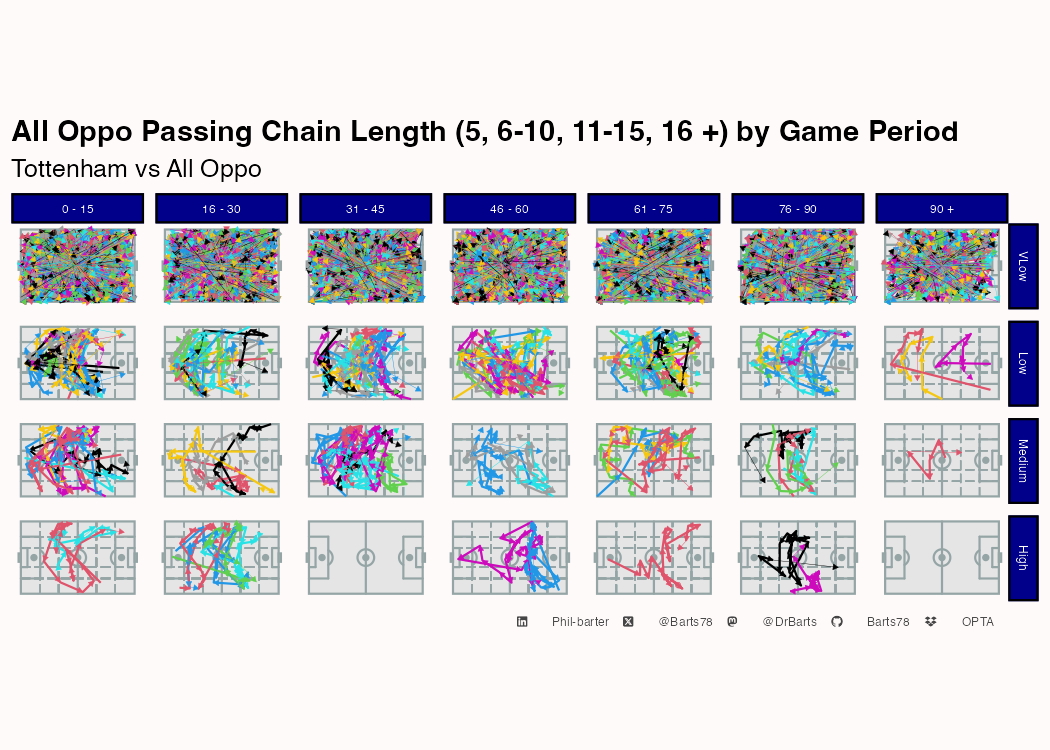 All Oppo Passing Chain Length (5, 6-10, 11-15, 16 +) by Game Period
Tottenham vs All Oppo
0 - 15 16 - 30 31 - 45 46 - 60 61 - 75 76 - 90 90 +
VLow
Low
Medium
High
Phil-barter @Barts78 @DrBarts Barts78 OPTA